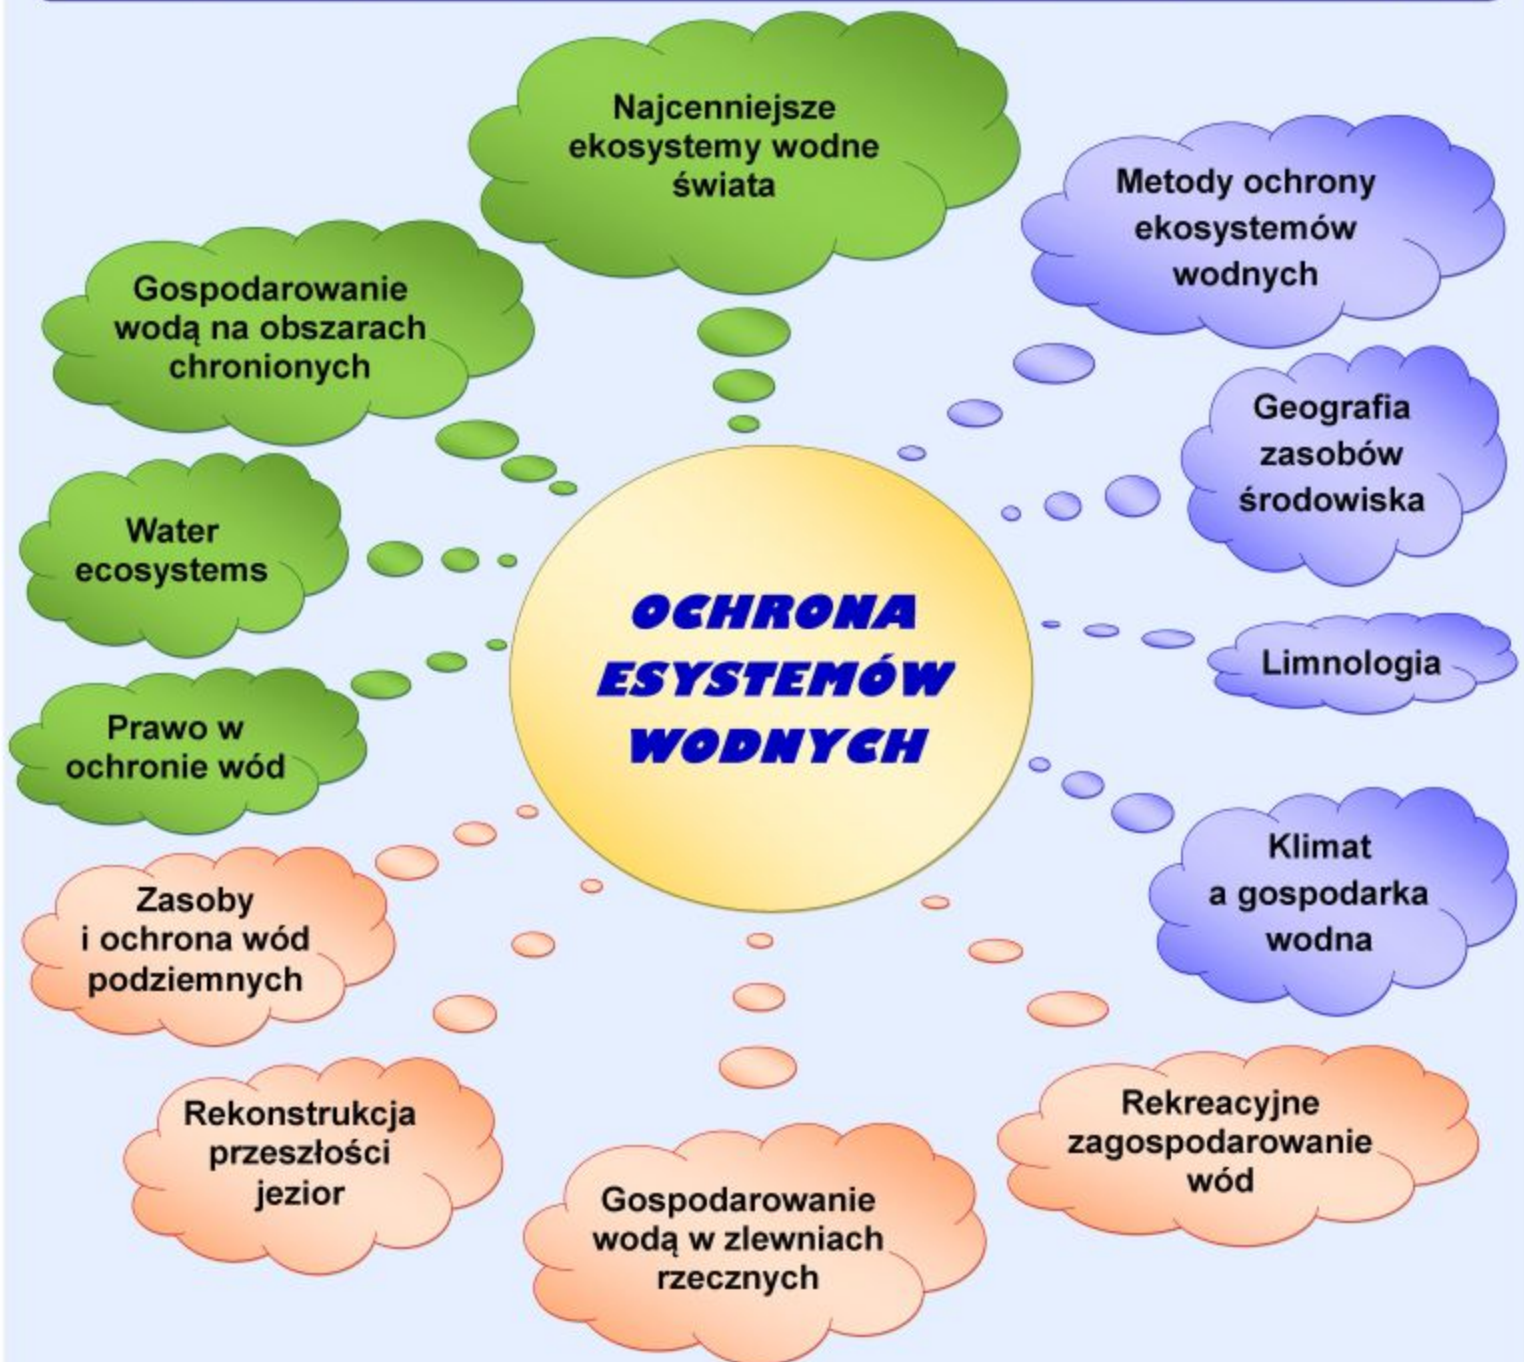 Najcenniejsze
ekosystemy wodne
świata
Metody ochrony
ekosystemów
wodnych
Gospodarowanie
wodą na obszarach
chronionych
Geografia
zasobów
środowiska
Water
ecosystems
OCHRONA
ESYSTEMÓW
WODNYCH
Limnologia
Prawo w
ochronie wód
Klimat
a gospodarka
wodna
Zasoby
i ochrona wód
podziemnych
Rekonstrukcja
przeszłości
jezior
Gospodarowanie
wodą w zlewniach
rzecznych
Rekreacyjne
zagospodarowanie
wód